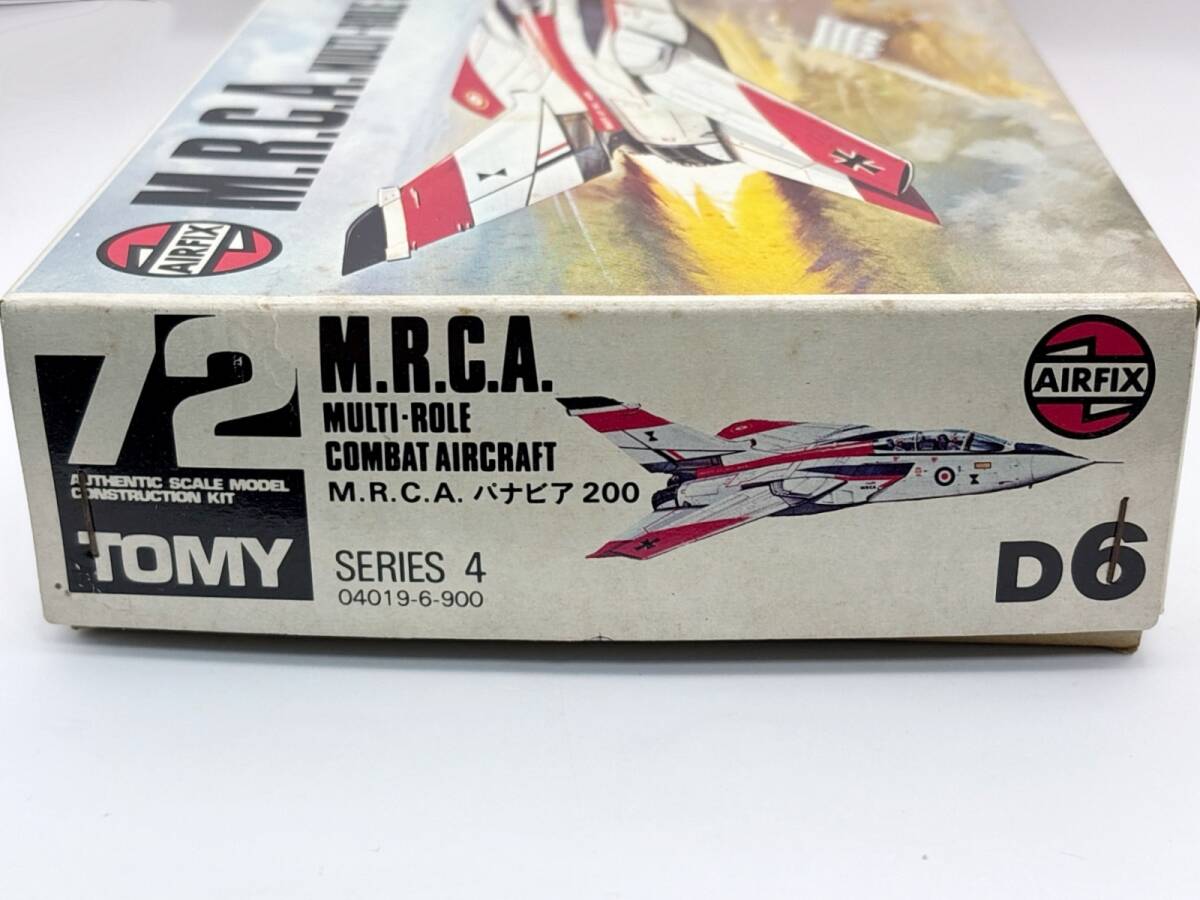 M.R.C.A.
AIRFIX
72
AUTHENTIC SCALE MODEL
CONSTRUCTION KIT
TOMY
M.R.C.A.
MULTI-ROLE
COMBAT AIRCRAFT
M.R.C.A. パナビア 200
SERIES 4
04019-6-900
AIRFIX
D6